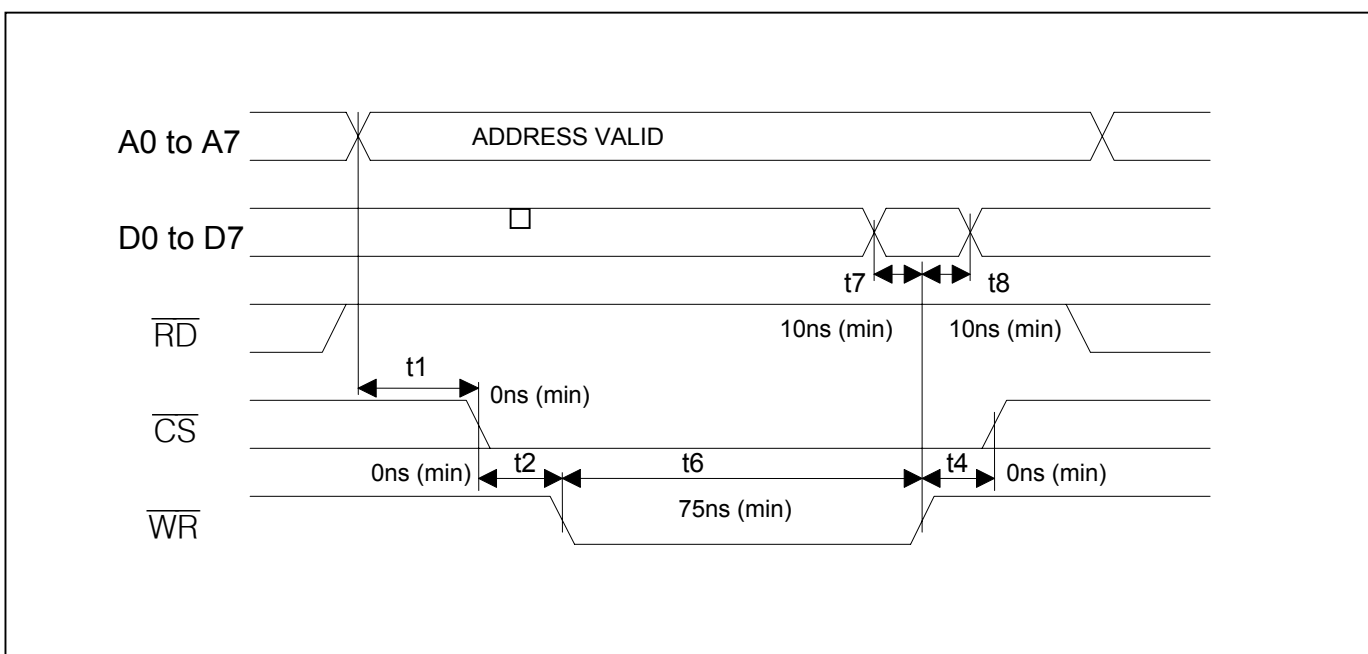 A0 to A7
ADDRESS VALID
D0 to D7
t7
t8
RD
10ns (min)
10ns (min)
t1
0ns (min)
CS
0ns (min)
t2
t6
t4
0ns (min)
75ns (min)
WR